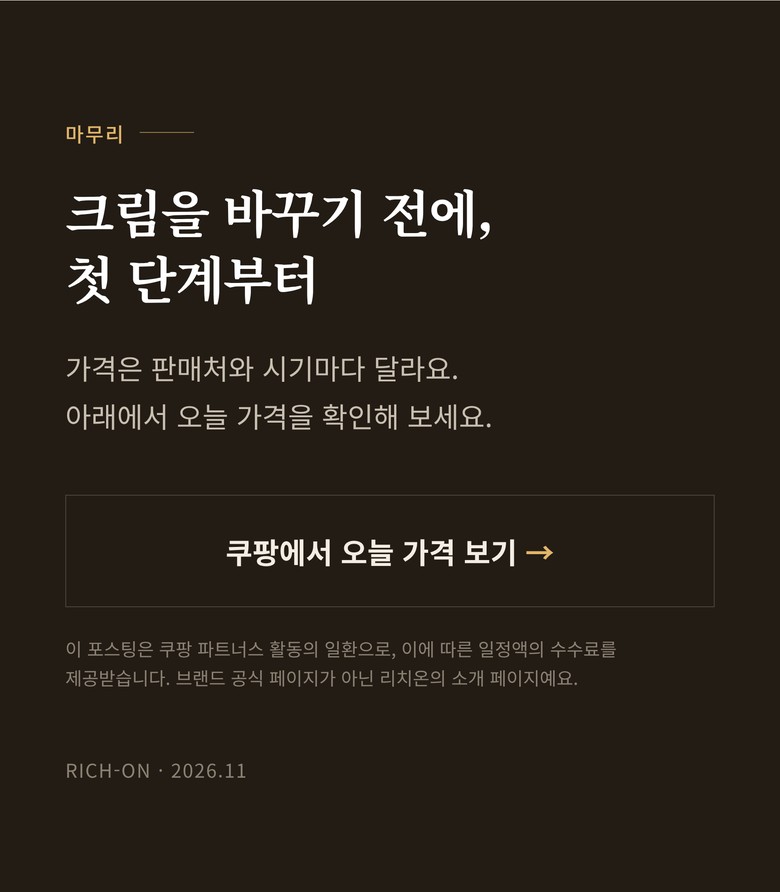 마무리
크림을 바꾸기 전에,
첫 단계부터
가격은 판매처와 시기마다 달라요.
아래에서 오늘 가격을 확인해 보세요.
쿠팡에서 오늘 가격 보기 →
이 포스팅은 쿠팡 파트너스 활동의 일환으로, 이에 따른 일정액의 수수료를
제공받습니다. 브랜드 공식 페이지가 아닌 리치온의 소개 페이지예요.
RICH-ON · 2026.11